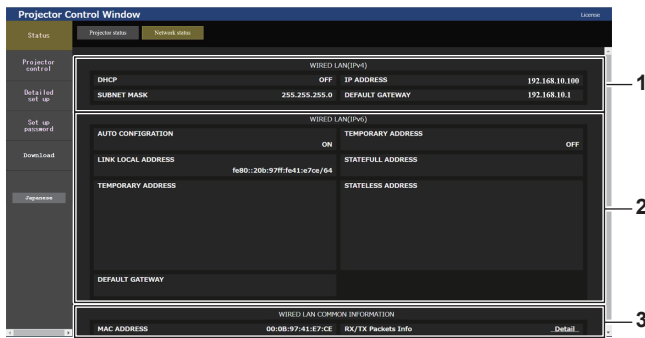 Projector Control Window
License
Status
Projector status
Network status
Projector control
Detailed set up
Set up password
Download
Japanese
WIRED LAN(IPv4)
DHCP OFF IP ADDRESS 192.168.10.100
SUBNET MASK 255.255.255.0 DEFAULT GATEWAY 192.168.10.1
1
WIRED LAN(IPv6)
AUTO CONFIGRATION ON TEMPORARY ADDRESS OFF
LINK LOCAL ADDRESS fe80::20b:97ff:fe41:e7ce/64 STATEFULL ADDRESS
TEMPORARY ADDRESS STATELESS ADDRESS
2
DEFAULT GATEWAY
WIRED LAN COMMON INFORMATION
3
MAC ADDRESS 00:0B:97:41:E7:CE RX/TX Packets Info _Detail_